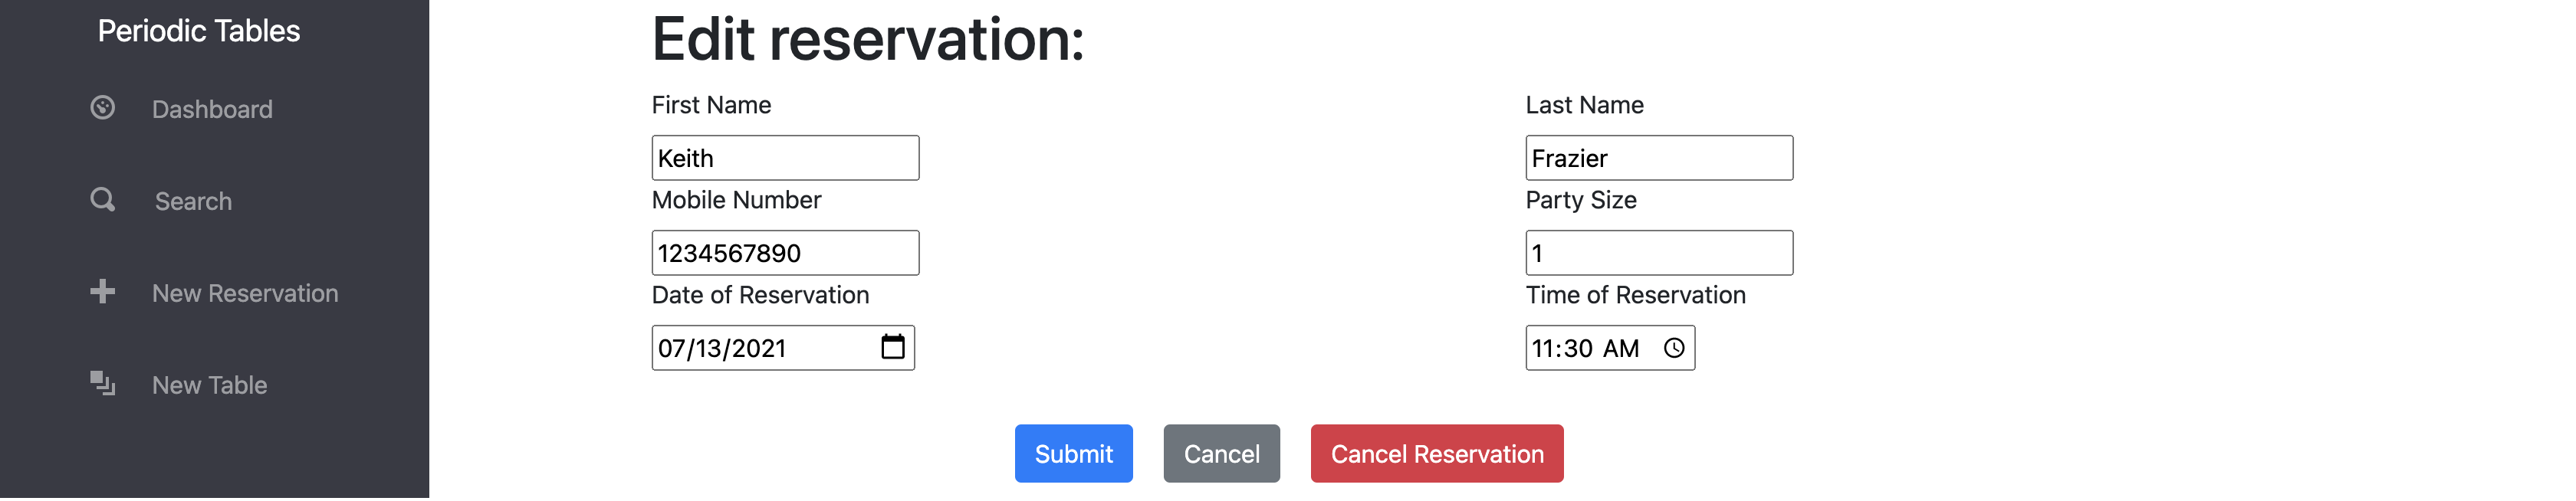 Periodic Tables
Dashboard
Search
New Reservation
New Table
Edit reservation:
First Name
Last Name
Keith
Frazier
Mobile Number
Party Size
1234567890
1
Date of Reservation
Time of Reservation
07/13/2021
11:30 AM
Submit
Cancel
Cancel Reservation